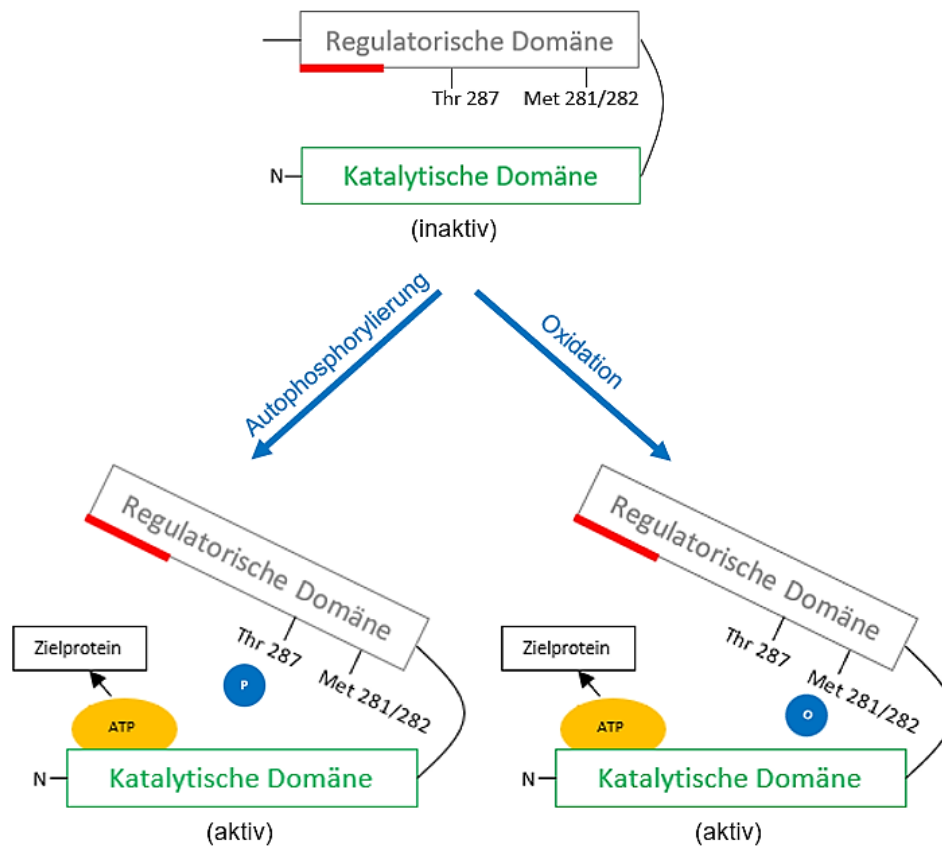 Regulatorische Domäne
Thr 287
Met 281/282
N
Katalytische Domäne
(inaktiv)
Autophosphorylierung
Oxidation
Regulatorische Domäne
Thr 287
Met 281/282
Zielprotein
P
ATP
N
Katalytische Domäne
(aktiv)
Regulatorische Domäne
Thr 287
Met 281/282
Zielprotein
O
ATP
N
Katalytische Domäne
(aktiv)